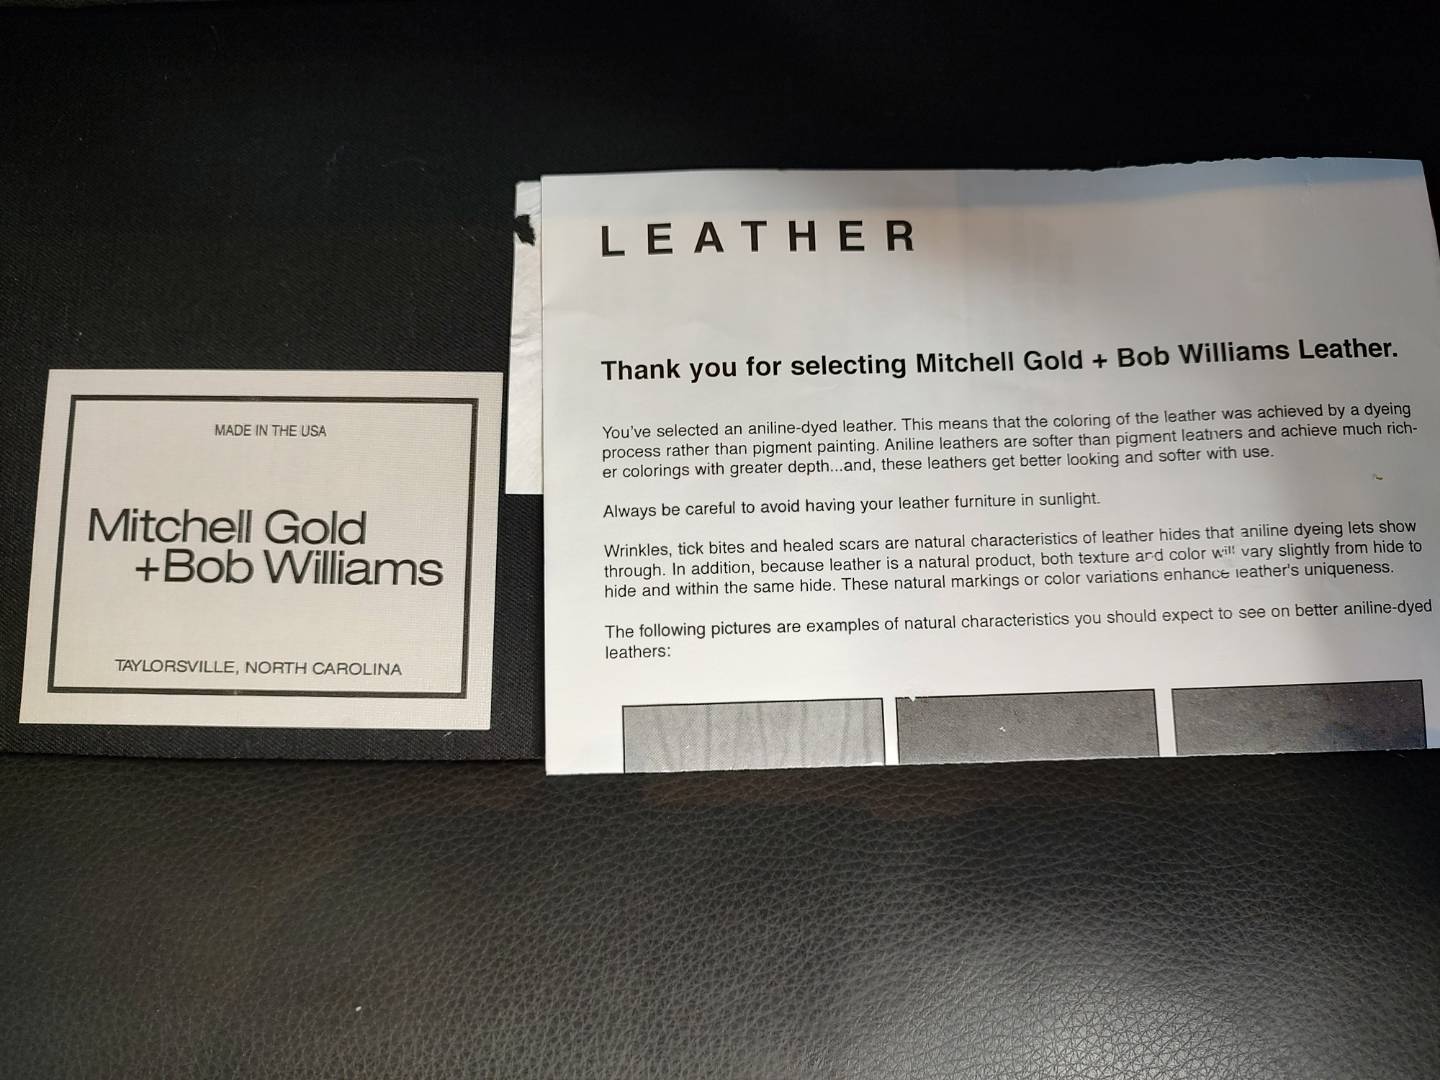 MADE IN THE USA
Mitchell Gold
+Bob Williams
TAYLORSVILLE, NORTH CAROLINA
LEATHER
Thank you for selecting Mitchell Gold + Bob Williams Leather.
You've selected an aniline-dyed leather. This means that the coloring of the leather was achieved by a dyeing
process rather than pigment painting. Aniline leathers are softer than pigment leathers and achieve much rich-
er colorings with greater depth...and, these leathers get better looking and softer with use.
Always be careful to avoid having your leather furniture in sunlight.
Wrinkles, tick bites and healed scars are natural characteristics of leather hides that aniline dyeing lets show
through. In addition, because leather is a natural product, both texture and color will vary slightly from hide to
hide and within the same hide. These natural markings or color variations enhance leather's uniqueness.
The following pictures are examples of natural characteristics you should expect to see on better aniline-dyed
leathers: